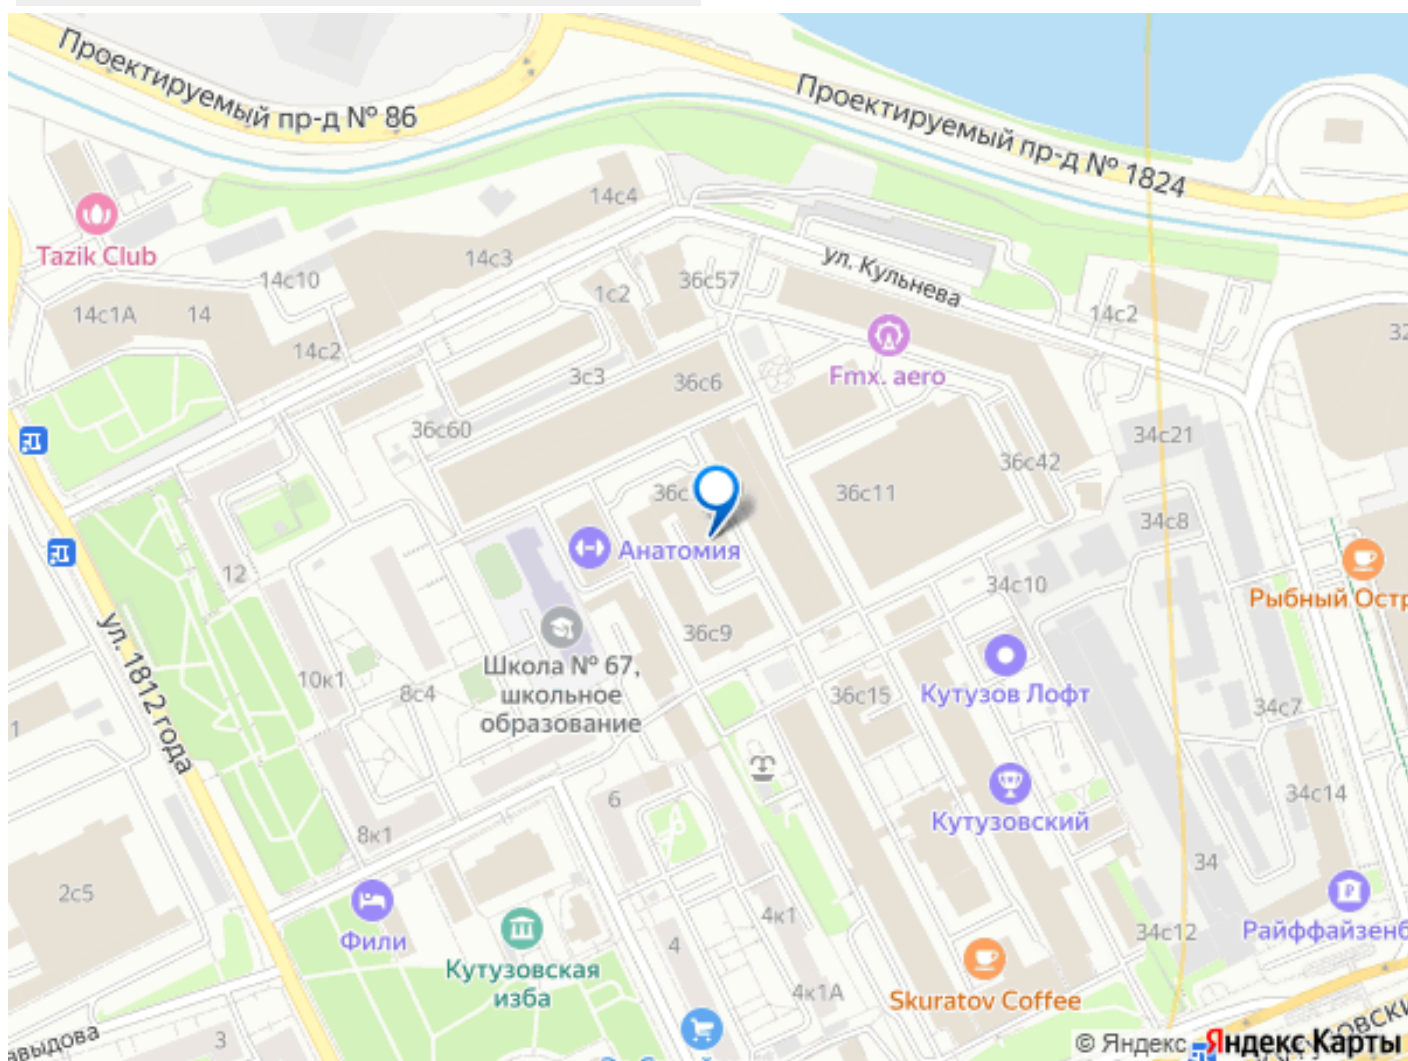 Проектируемый пр-д № 86
Проектируемый пр-д № 1824
14с4
Tazik Club
14с3
ул. Кульнева
14с10
36с57
1с2
14с1А
14
14с2
32
14с2
Fmx. aero
3с3
36с6
36с60
34с21
36с42
36с
36с11
34с8
Анатомия
12
34с10
Рыбный Остр
ул. 1812 года
36с9
Школа № 67,
школьное
образование
10к1
8с4
36с15
Кутузов Лофт
34с7
1
6
34с14
Кутузовский
8к1
34
2с5
4к1
34с12
Райффайзенб
Фили
4
Кутузовская
изба
4к1А
Skuratov Coffee
3
© Яндекс
Яндекс Карты